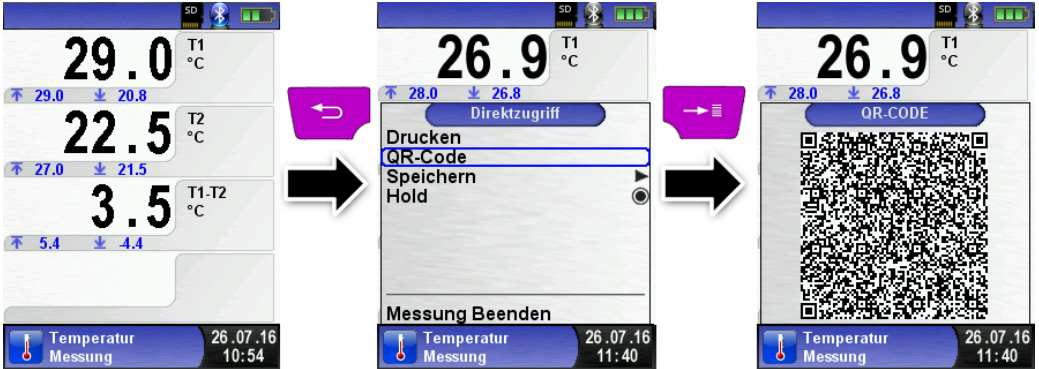 SD
29.0 T1
°C
29.0 20.8
22.5 T2
°C
27.0 21.5
3.5 T1-T2
°C
5.4 -4.4
Temperatur 26.07.16
Messung 10:54
SD
26.9 T1
°C
28.0 26.8
Direktzugriff
Drucken
QR-Code
Speichern
Hold
Messung Beenden
Temperatur 26.07.16
Messung 11:40
SD
26.9 T1
°C
28.0 26.8
QR-CODE
Temperatur 26.07.16
Messung 11:40